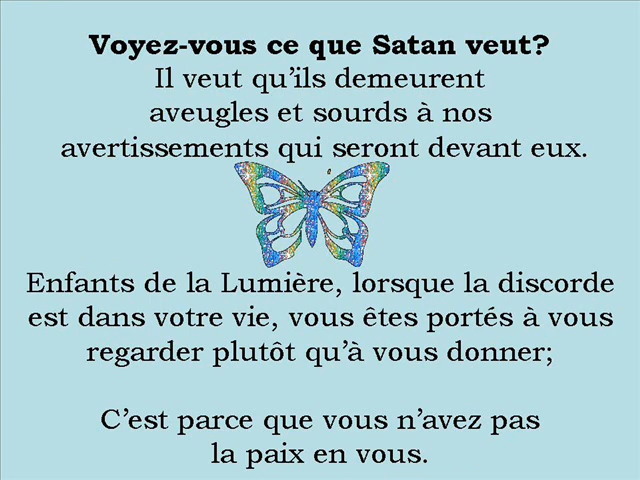 Voyez-vous ce que Satan veut?
Il veut qu’ils demeurent
aveugles et sourds à nos
avertissements qui seront devant eux.
Enfants de la Lumière, lorsque la discorde
est dans votre vie, vous êtes portés à vous
regarder plutôt qu’à vous donner;
C’est parce que vous n’avez pas
la paix en vous.